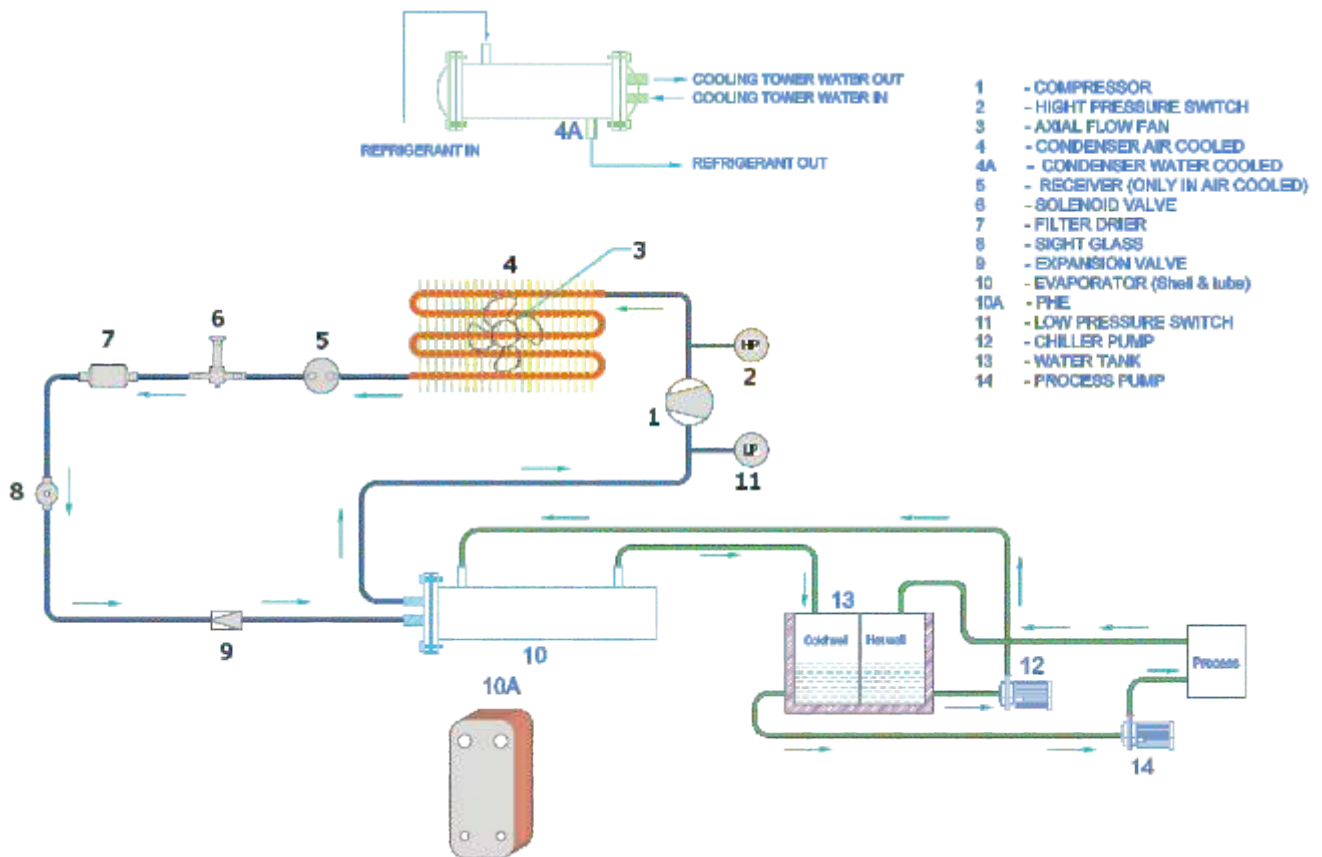 COOLING TOWER WATER OUT
COOLING TOWER WATER IN
4A
REFRIGERANT IN
REFRIGERANT OUT
1 - COMPRESSOR
2 - HIGHT PRESSURE SWITCH
3 - AXIAL FLOW FAN
4 - CONDENSER AIR COOLED
4A - CONDENSER WATER COOLED
5 - RECEIVER (ONLY IN AIR COOLED)
6 - SOLENOID VALVE
7 - FILTER DRIER
8 - SIGHT GLASS
9 - EXPANSION VALVE
10 - EVAPORATOR (Shell & tube)
10A - PHE
11 - LOW PRESSURE SWITCH
12 - CHILLER PUMP
13 - WATER TANK
14 - PROCESS PUMP
3
4
6
5
7
HP
2
1
LP
11
8
9
10
10A
13
Coldwell
Hotwell
12
Process
14